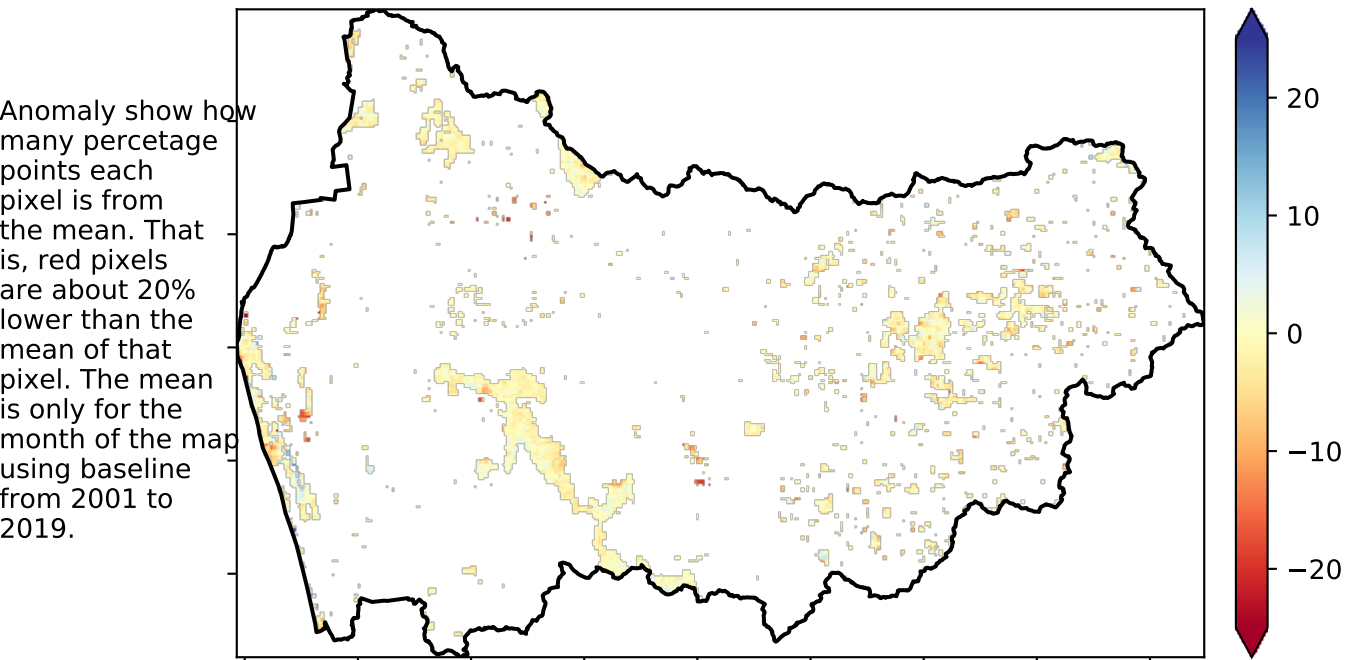 Anomaly show how
many percetage
points each
pixel is from
the mean. That
is, red pixels
are about 20%
lower than the
mean of that
pixel. The mean
is only for the
month of the map
using baseline
from 2001 to
2019.
20
10
0
−10
−20